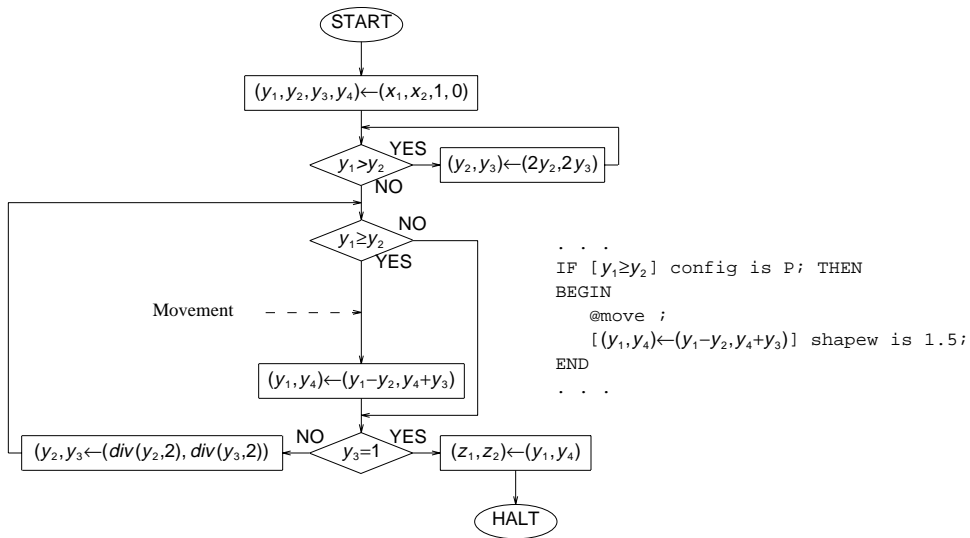 START
(y₁,y₂,y₃,y₄)←(x₁,x₂,1,0)
YES
y₁>y₂
(y₂,y₃)←(2y₂,2y₃)
NO
NO
y₁≥y₂
YES
Movement
(y₁,y₄)←(y₁−y₂,y₄+y₃)
NO
YES
(y₂,y₃←(div(y₂,2),div(y₃,2))
y₃=1
(z₁,z₂)←(y₁,y₄)
HALT
. . .
IF [y₁≥y₂] config is P; THEN
BEGIN
@move ;
[(y₁,y₄)←(y₁−y₂,y₄+y₃)] shapew is 1.5;
END
. . .